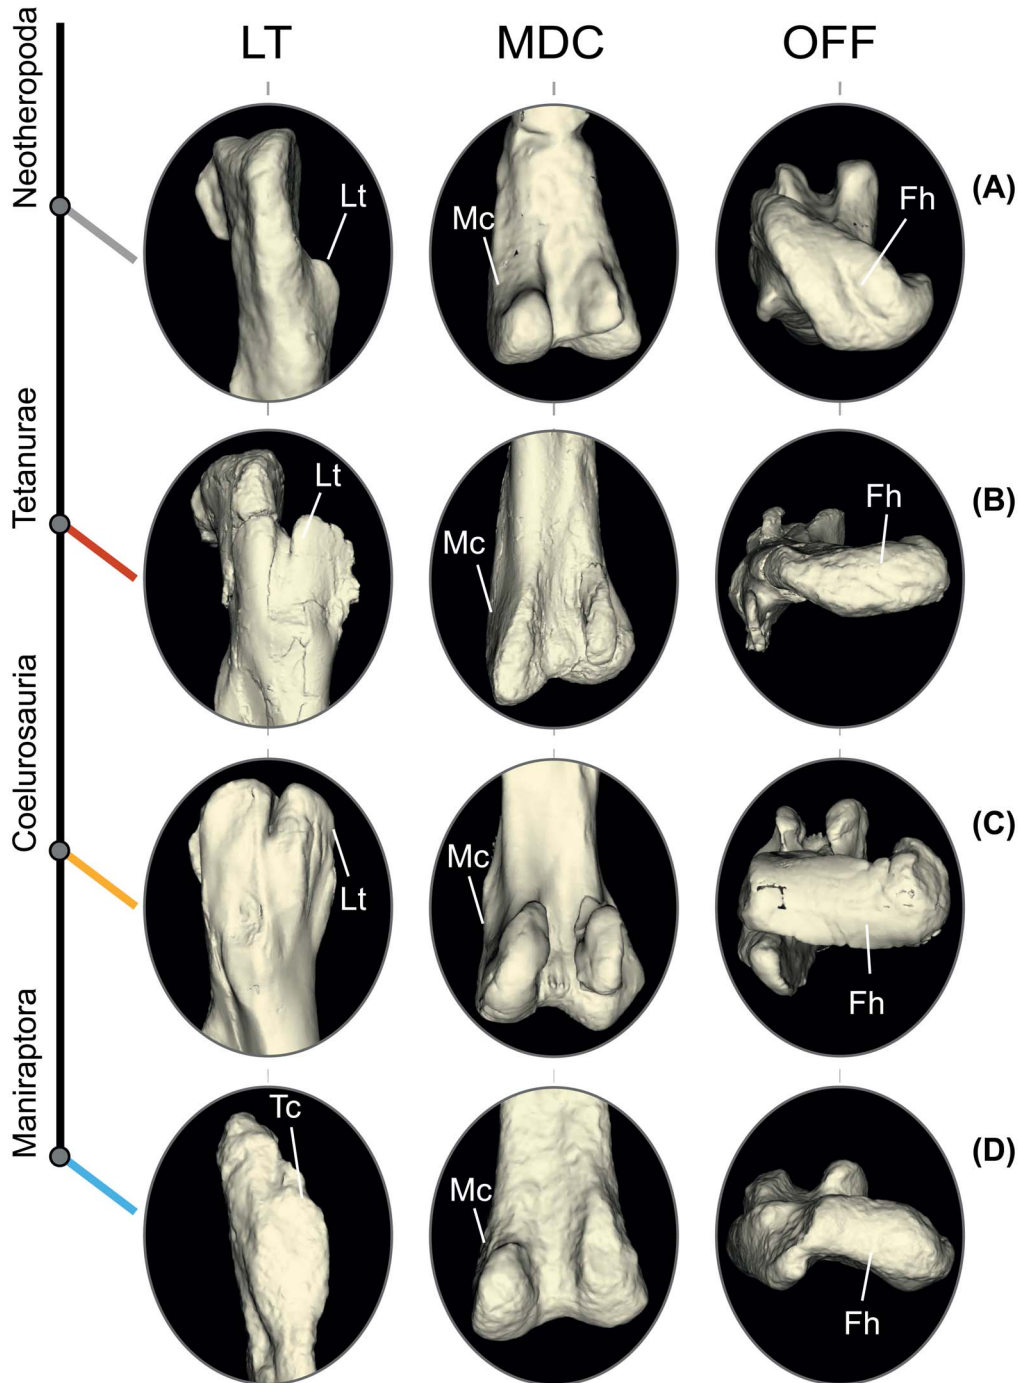 LT MDC OFF
Neotheropoda
Lt Mc Fh (A)
Tetanurae
Lt Mc Fh (B)
Coelurosauria
Lt Mc Fh (C)
Maniraptora
Tc Mc Fh (D)